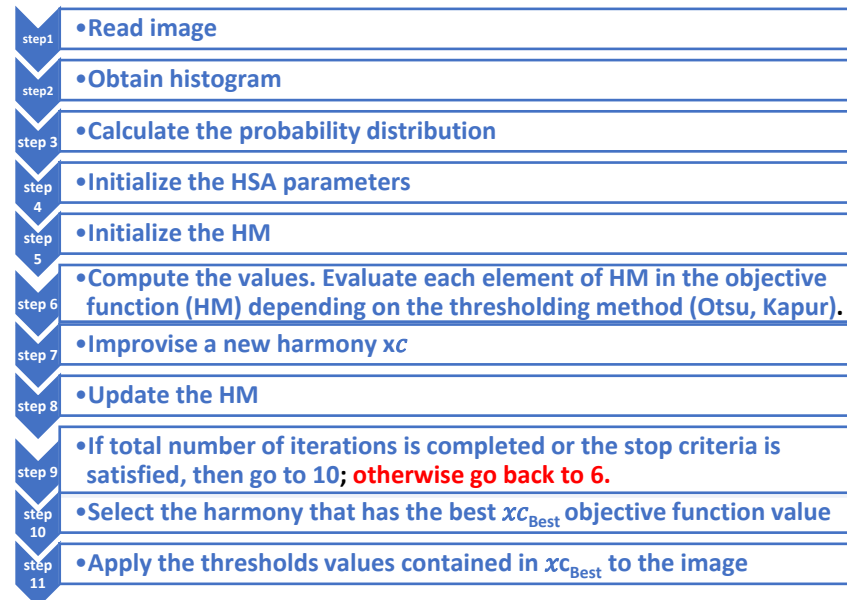 step1
•Read image
step2
•Obtain histogram
step 3
•Calculate the probability distribution
step
4
•Initialize the HSA parameters
step
5
•Initialize the HM
step 6
•Compute the values. Evaluate each element of HM in the objective
function (HM) depending on the thresholding method (Otsu, Kapur).
step 7
•Improvise a new harmony x𝑐
step 8
•Update the HM
step 9
•If total number of iterations is completed or the stop criteria is
satisfied, then go to 10; otherwise go back to 6.
step
10
•Select the harmony that has the best 𝑥𝑐Best objective function value
step
11
•Apply the thresholds values contained in 𝑥cBest to the image